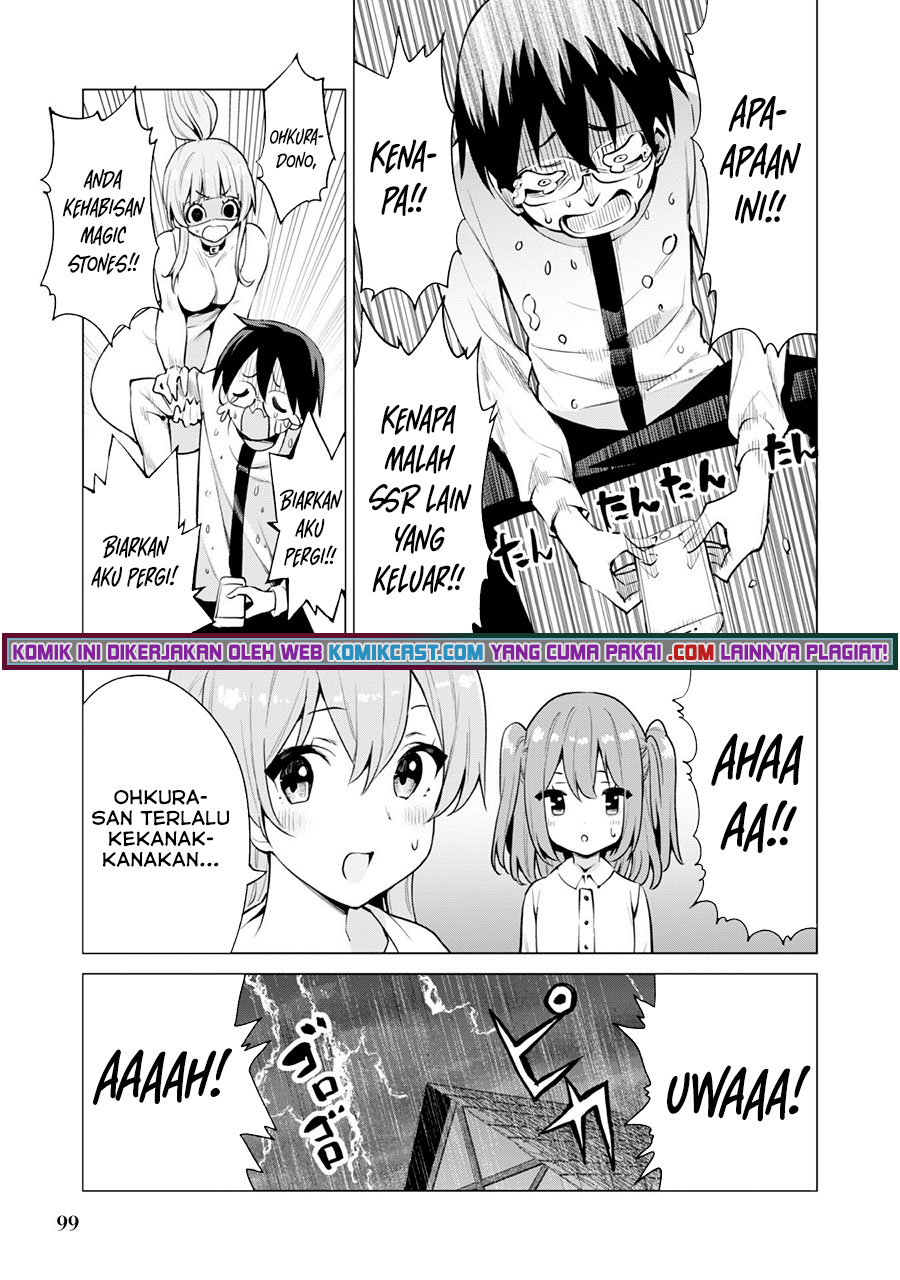 APA-
APAAN
INI!!
KENA-
PA!!
KENAPA
MALAH
SSR LAIN
YANG
KELUAR!!
たん
たん
たん
たん
OHKURA-
DONO,
ANDA
KEHABISAN
MAGIC
STONES!!
BIARKAN
AKU
PERGI!!
BIARKAN
AKU PERGI!
KOMIK INI DIKERJAKAN OLEH WEB KOMIKCAST.COM YANG CUMA PAKAI .COM LAINNYA PLAGIAT!
AHAA
AA!!
OHKURA-
SAN TERLALU
KEKANAK-
KANAKAN...
UWAAA!
ピカ
ゴロゴロ
AAAAH!
99